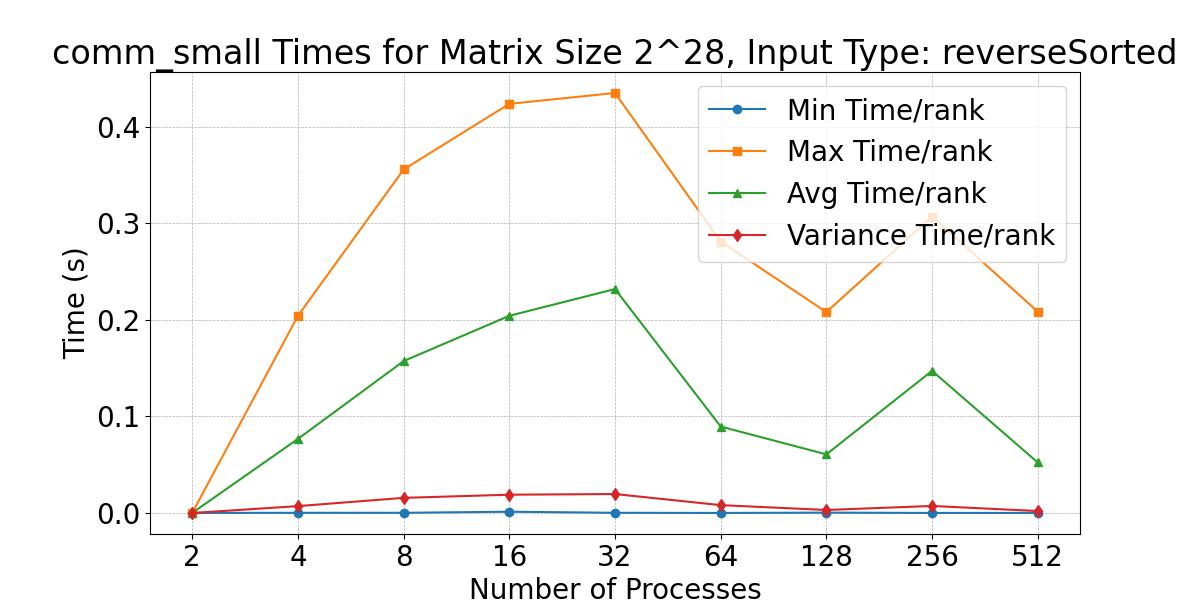 comm_small Times for Matrix Size 2^28, Input Type: reverseSorted
Min Time/rank
Max Time/rank
Avg Time/rank
Variance Time/rank
Time (s)
0.4
0.3
0.2
0.1
0.0
2 4 8 16 32 64 128 256 512
Number of Processes